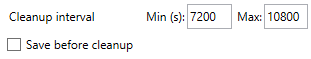 Cleanup interval Min (s): 7200 Max: 10800
Save before cleanup